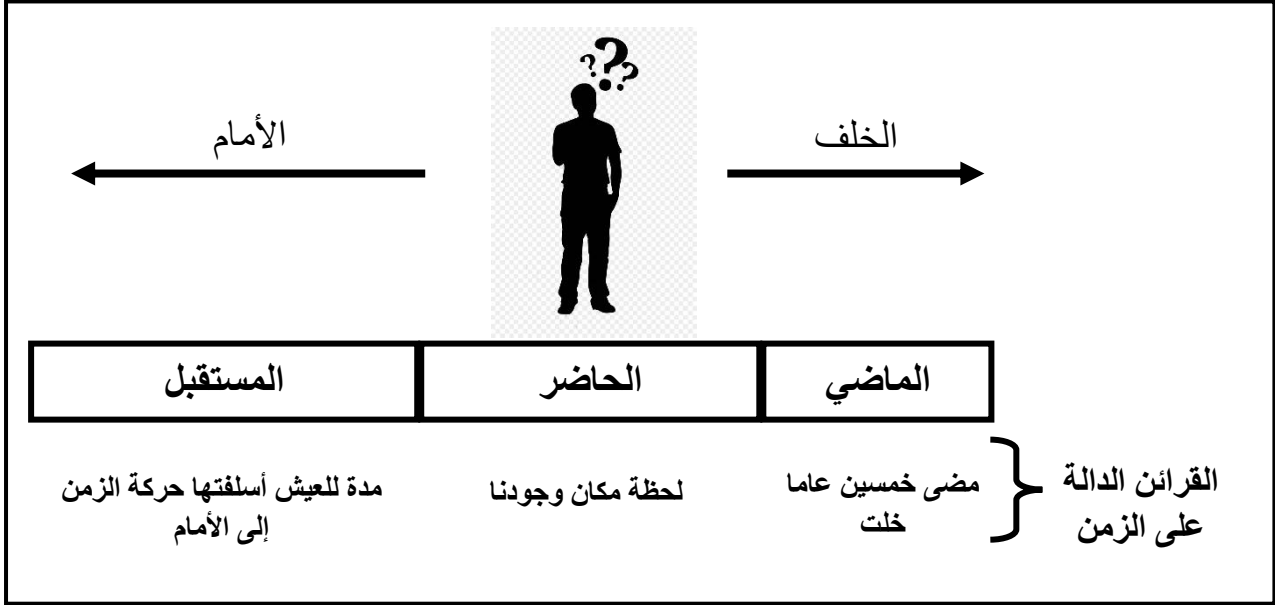 الخلف
الأمام
???
الماضي
الحاضر
المستقبل
القرائن الدالة
على الزمن
مضى خمسين عاما
خلت
لحظة مكان وجودنا
مدة للعيش أسلفتها حركة الزمن
إلى الأمام